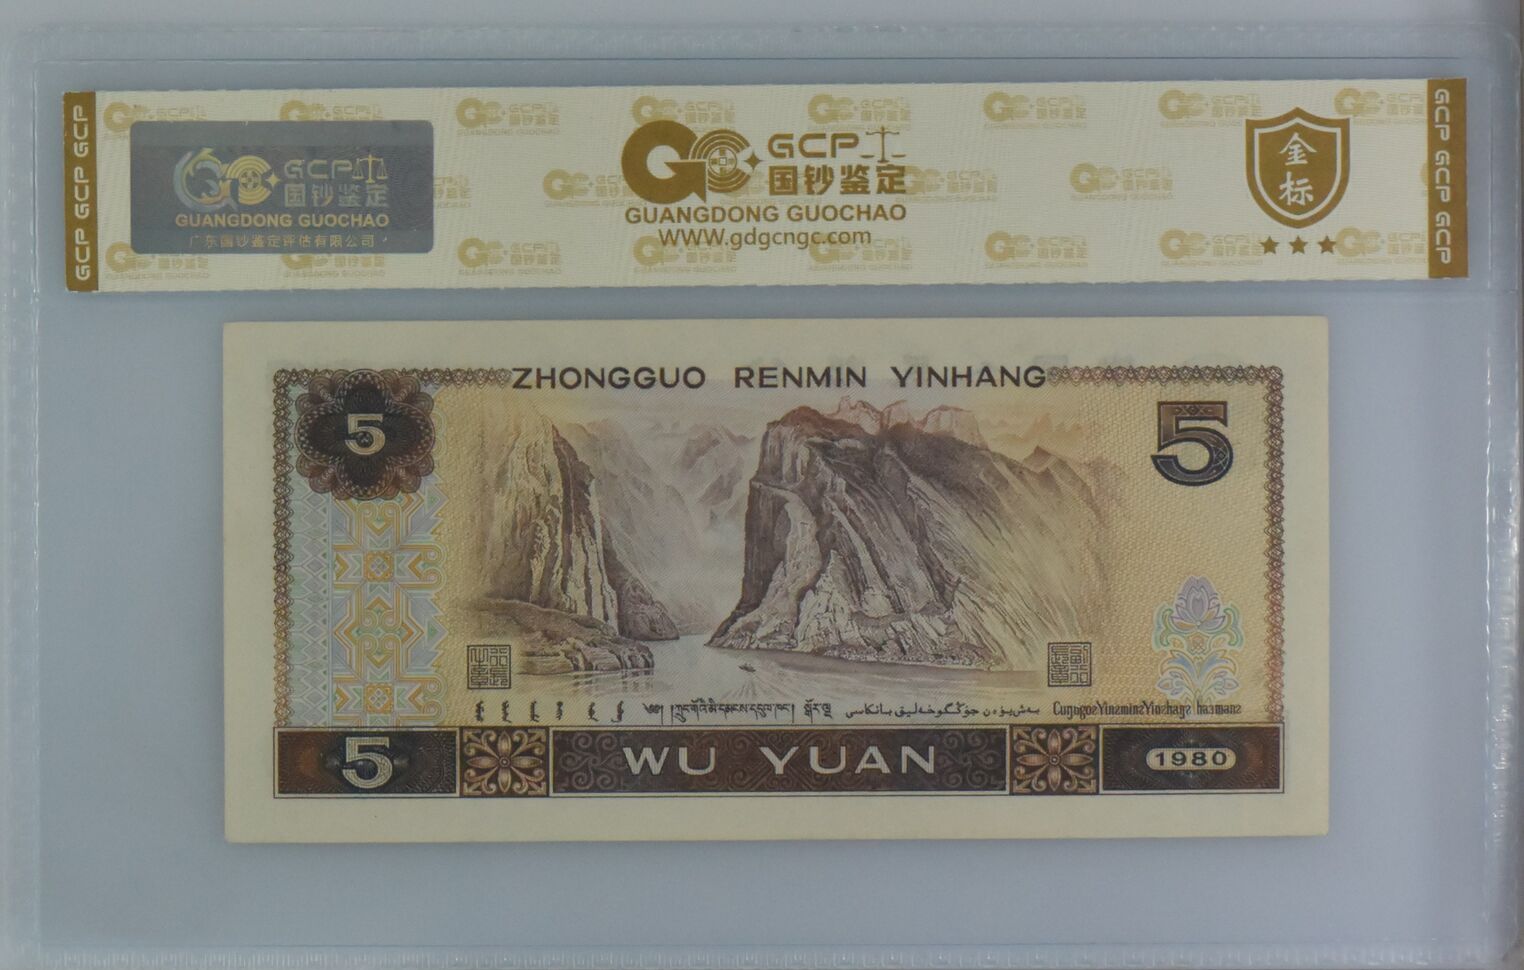 GCP GCP GCP
GCP
国钞鉴定
GUANGDONG GUOCHAO
广东国钞鉴定评估有限公司
GCP
国钞鉴定
GUANGDONG GUOCHAO
WWW.gdgcngc.com
金标
GCP GCP GCP
ZHONGGUO RENMIN YINHANG
5
5
5
WU YUAN
1980